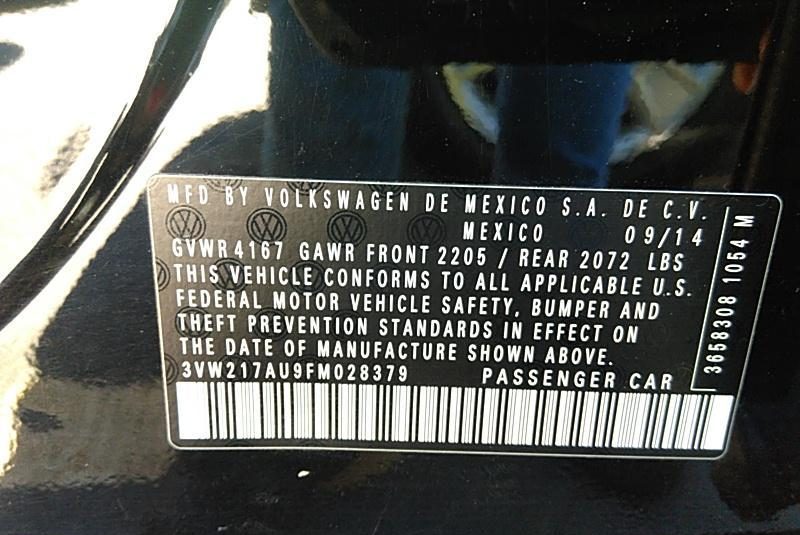 MFD BY VOLKSWAGEN DE MEXICO S.A. DE C.V.
MEXICO 09/14
GVWR 4167 GAWR FRONT 2205 / REAR 2072 LBS
THIS VEHICLE CONFORMS TO ALL APPLICABLE U.S.
FEDERAL MOTOR VEHICLE SAFETY, BUMPER AND
THEFT PREVENTION STANDARDS IN EFFECT ON
THE DATE OF MANUFACTURE SHOWN ABOVE.
3VW217AU9FM028379 PASSENGER CAR
3658308 1054 M